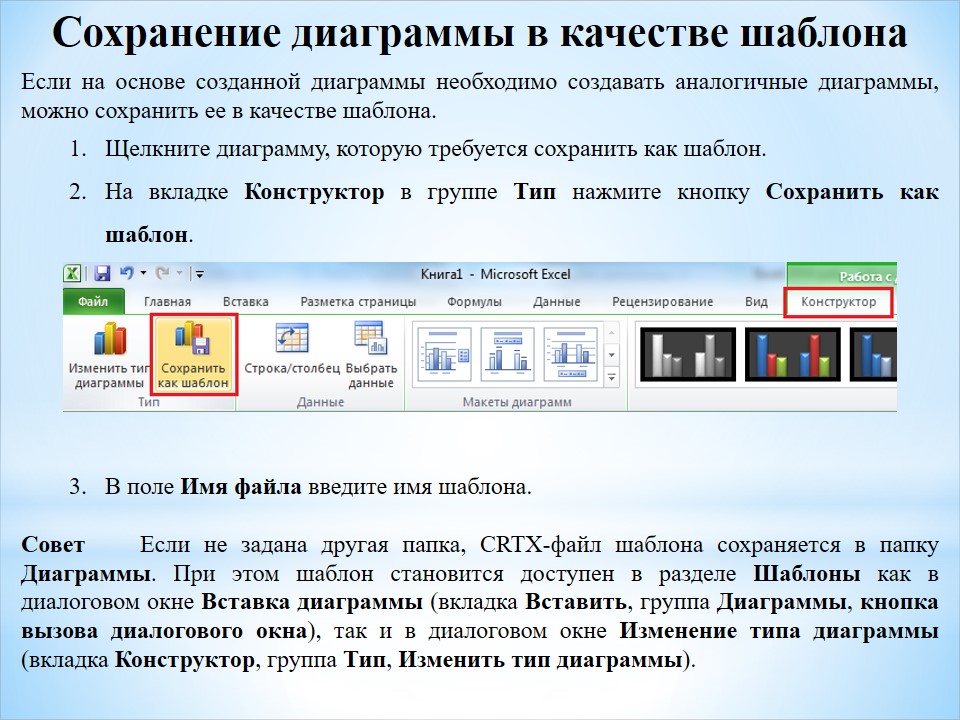 Сохранение диаграммы в качестве шаблона
Если на основе созданной диаграммы необходимо создавать аналогичные диаграммы,
можно сохранить ее в качестве шаблона.
1. Щелкните диаграмму, которую требуется сохранить как шаблон.
2. На вкладке Конструктор в группе Тип нажмите кнопку Сохранить как
шаблон.
Книга1 - Microsoft Excel
Работа с
Файл Главная Вставка Разметка страницы Формулы Данные Рецензирование Вид Конструктор
Изменить тип
диаграммы
Сохранить
как шаблон
Строка/столбец
Выбрать
данные
Тип Данные Макеты диаграмм
3. В поле Имя файла введите имя шаблона.
Совет Если не задана другая папка, CRTX-файл шаблона сохраняется в папку
Диаграммы. При этом шаблон становится доступен в разделе Шаблоны как в
диалоговом окне Вставка диаграммы (вкладка Вставить, группа Диаграммы, кнопка
вызова диалогового окна), так и в диалоговом окне Изменение типа диаграммы
(вкладка Конструктор, группа Тип, Изменить тип диаграммы).